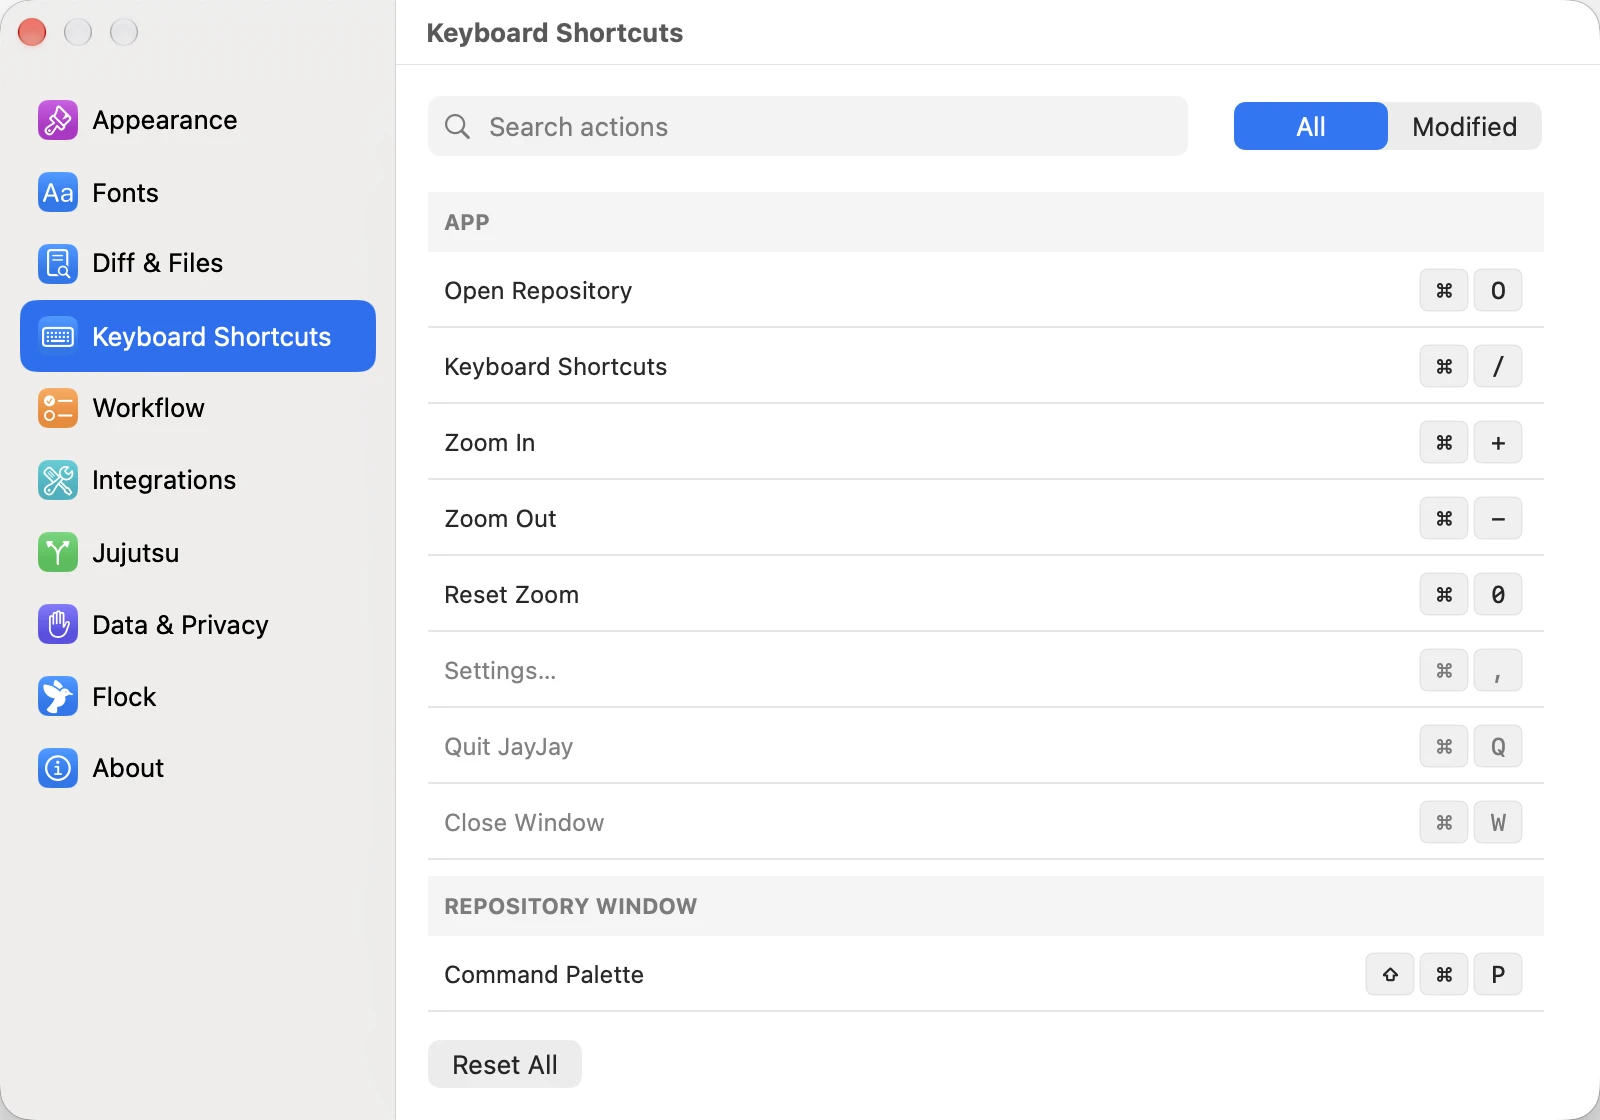 Keyboard Shortcuts
Appearance
Aa Fonts
Diff & Files
Keyboard Shortcuts
Workflow
Integrations
Jujutsu
Data & Privacy
Flock
About
Search actions
All Modified
APP
Open Repository ⌘ O
Keyboard Shortcuts ⌘ /
Zoom In ⌘ +
Zoom Out ⌘ −
Reset Zoom ⌘ 0
Settings... ⌘ ,
Quit JayJay ⌘ Q
Close Window ⌘ W
REPOSITORY WINDOW
Command Palette ⇧ ⌘ P
Reset All